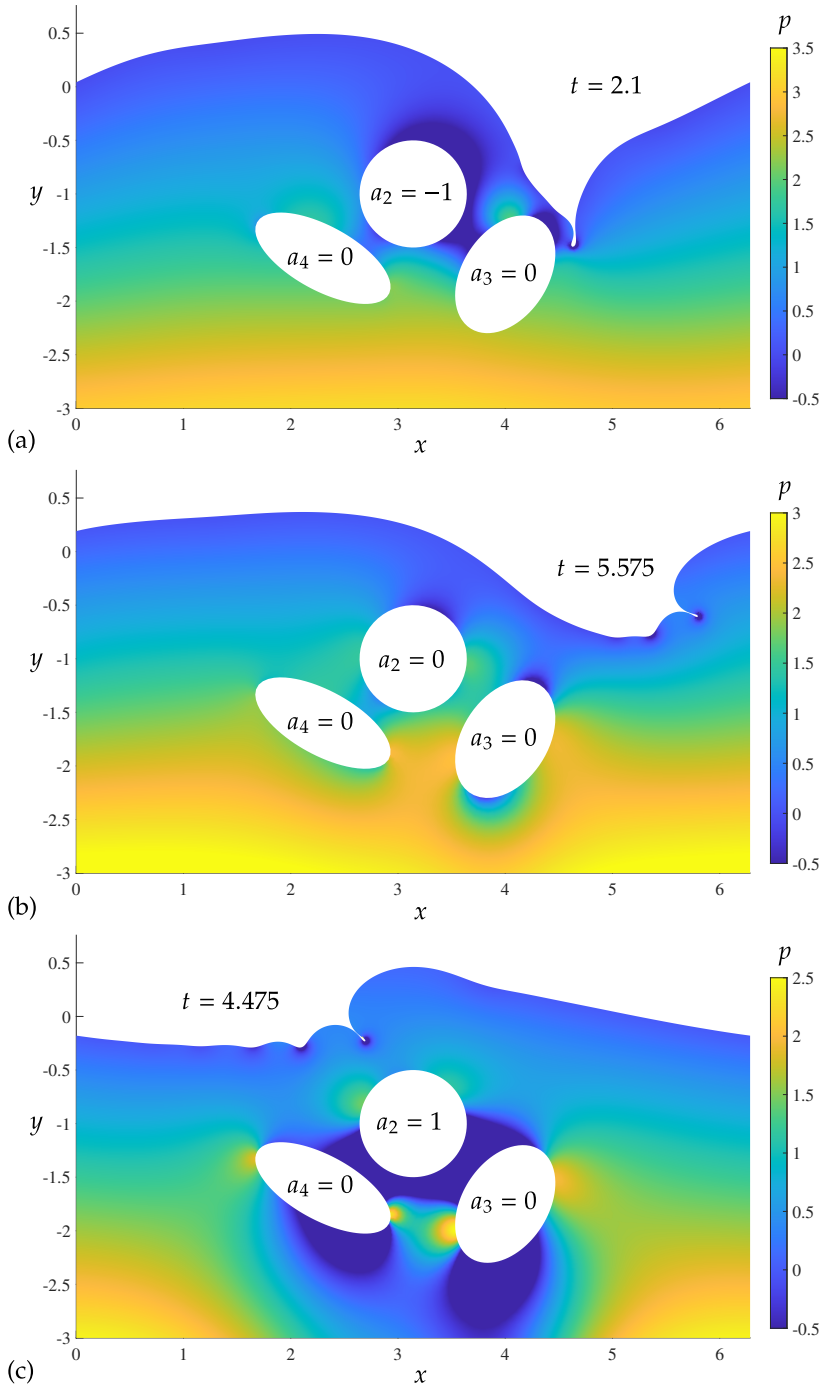 p
0.5
0
-0.5
-1
-1.5
-2
-2.5
-3
y
t = 2.1
a₂ = −1
a₄ = 0
a₃ = 0
3.5
3
2.5
2
1.5
1
0.5
0
-0.5
0 1 2 3 4 5 6
(a)
x
p
0.5
0
-0.5
-1
-1.5
-2
-2.5
-3
y
t = 5.575
a₂ = 0
a₄ = 0
a₃ = 0
3
2.5
2
1.5
1
0.5
0
-0.5
0 1 2 3 4 5 6
(b)
x
p
0.5
0
-0.5
-1
-1.5
-2
-2.5
-3
y
t = 4.475
a₂ = 1
a₄ = 0
a₃ = 0
2.5
2
1.5
1
0.5
0
-0.5
0 1 2 3 4 5 6
(c)
x